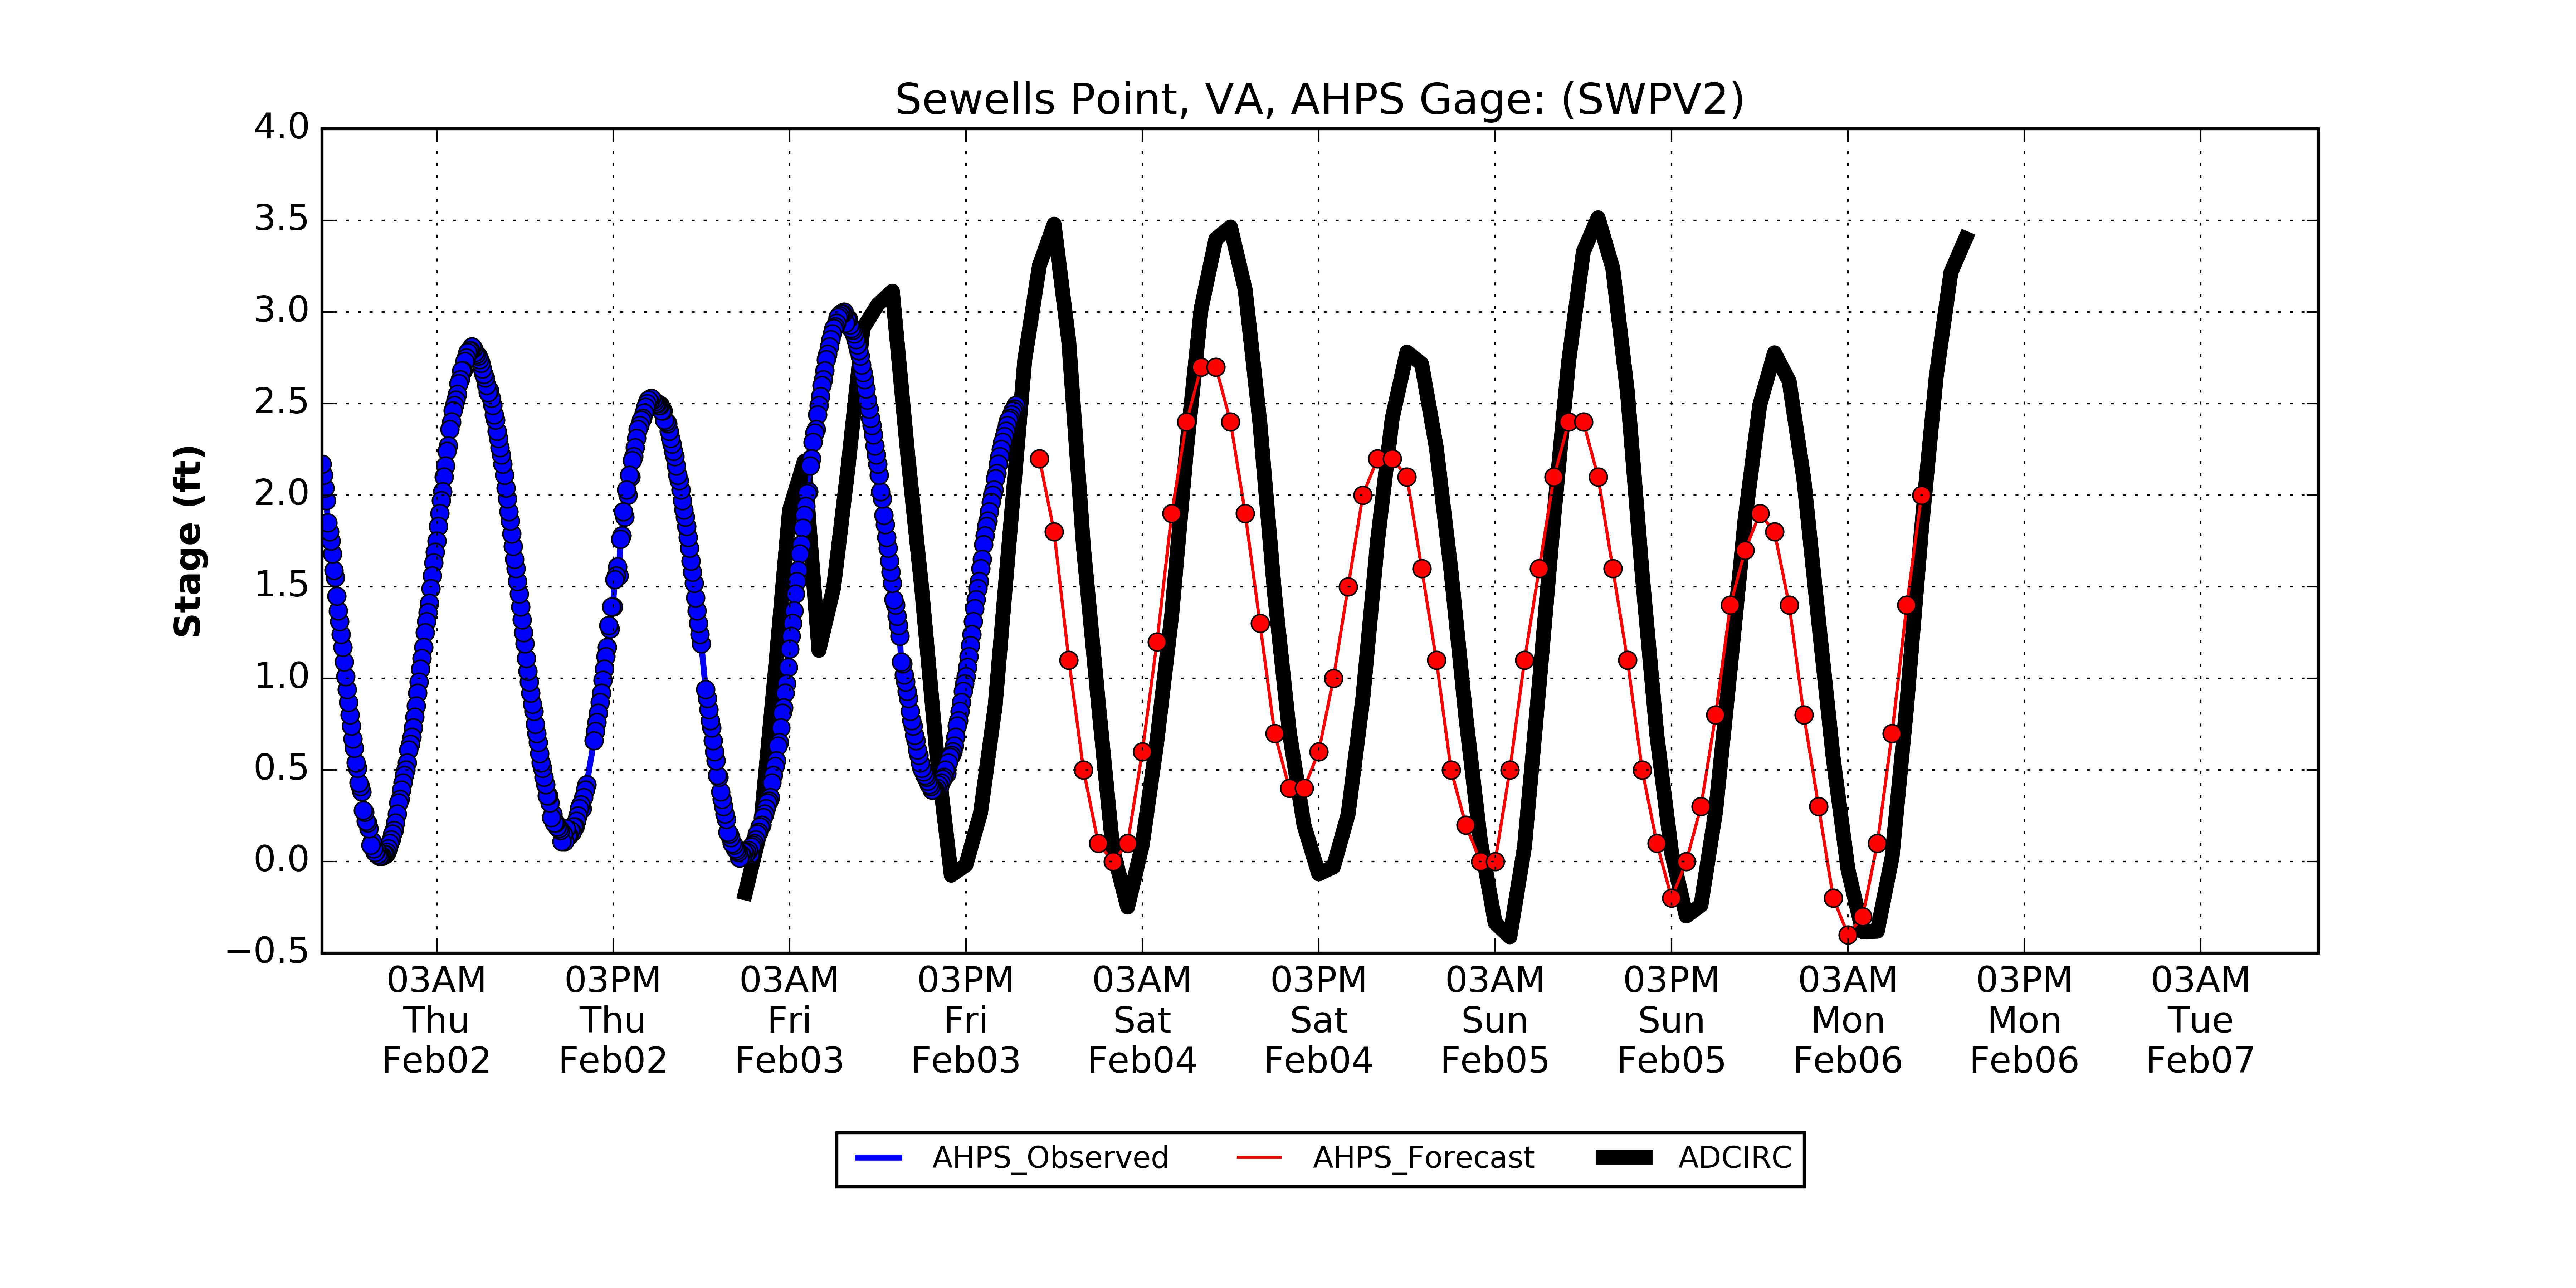 Sewells Point, VA, AHPS Gage: (SWPV2)
Stage (ft)
4.0
3.5
3.0
2.5
2.0
1.5
1.0
0.5
0.0
−0.5
03AM 03PM 03AM 03PM 03AM 03PM 03AM 03PM 03AM 03PM 03AM
Thu Thu Fri Fri Sat Sat Sun Sun Mon Mon Tue
Feb02 Feb02 Feb03 Feb03 Feb04 Feb04 Feb05 Feb05 Feb06 Feb06 Feb07
AHPS_Observed AHPS_Forecast ADCIRC